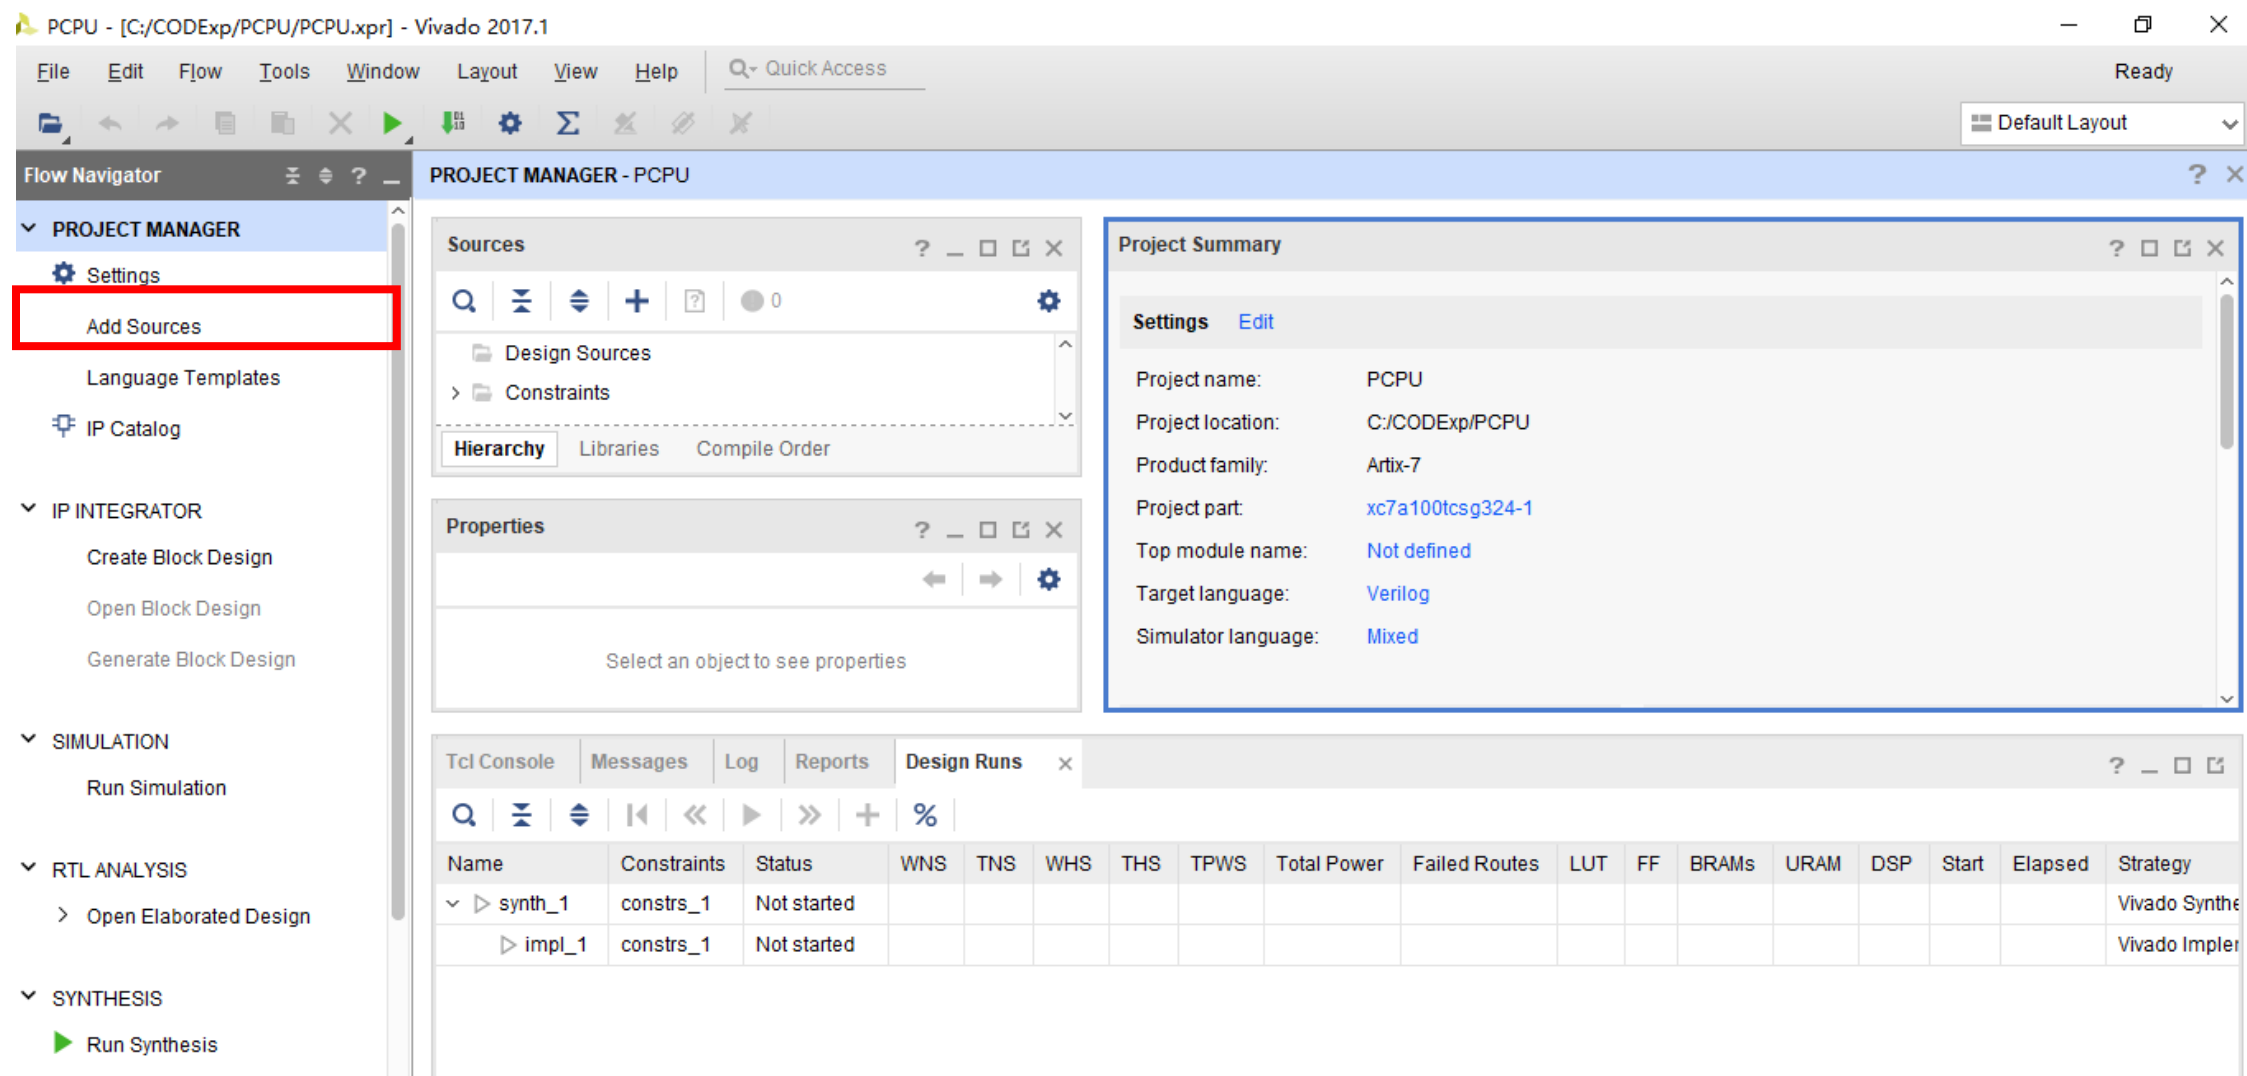 PCPU - [C:/CODExp/PCPU/PCPU.xpr] - Vivado 2017.1
File Edit Flow Tools Window Layout View Help Quick Access Ready
Default Layout
Flow Navigator
PROJECT MANAGER - PCPU
PROJECT MANAGER
Settings
Add Sources
Language Templates
IP Catalog
IP INTEGRATOR
Create Block Design
Open Block Design
Generate Block Design
SIMULATION
Run Simulation
RTL ANALYSIS
Open Elaborated Design
SYNTHESIS
Run Synthesis
Sources
0
Design Sources
Constraints
Hierarchy Libraries Compile Order
Properties
Select an object to see properties
Project Summary
Settings Edit
Project name: PCPU
Project location: C:/CODExp/PCPU
Product family: Artix-7
Project part: xc7a100tcsg324-1
Top module name: Not defined
Target language: Verilog
Simulator language: Mixed
Tcl Console Messages Log Reports Design Runs
Name Constraints Status WNS TNS WHS THS TPWS Total Power Failed Routes LUT FF BRAMs URAM DSP Start Elapsed Strategy
synth_1 constrs_1 Not started Vivado Synthe
impl_1 constrs_1 Not started Vivado Impler